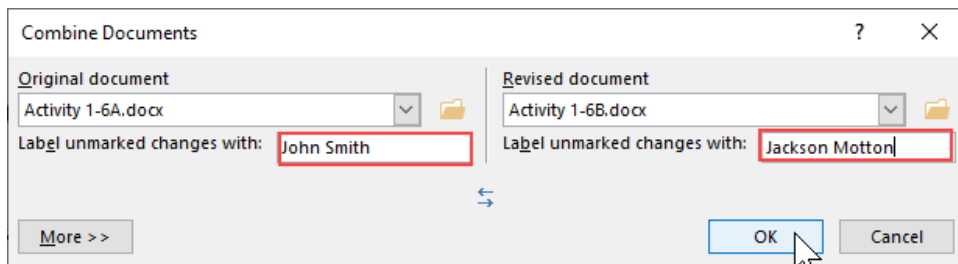 Combine Documents
?
Original document
Revised document
Activity 1-6A.docx
Activity 1-6B.docx
Label unmarked changes with: John Smith
Label unmarked changes with: Jackson Motton
More >>
OK
Cancel